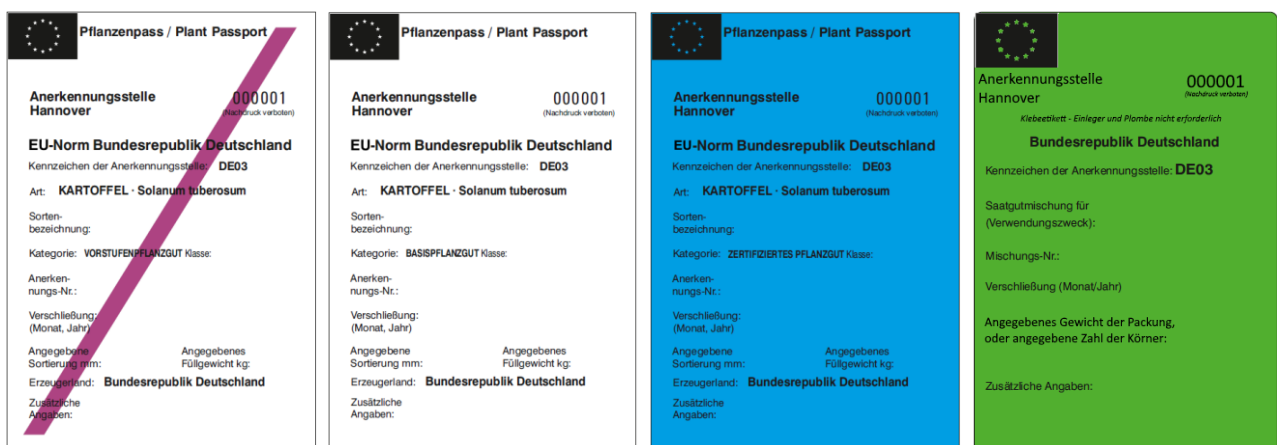 Pflanzenpass / Plant Passport
Anerkennungsstelle
Hannover
000001
(Nachdruck verboten)
EU-Norm Bundesrepublik Deutschland
Kennzeichen der Anerkennungsstelle: DE03
Art: KARTOFFEL · Solanum tuberosum
Sorten-
bezeichnung:
Kategorie: VORSTUFENPFLANZGUT Klasse:
Anerken-
nungs-Nr.:
Verschließung:
(Monat, Jahr)
Angegebene
Sortierung mm:
Angegebenes
Füllgewicht kg:
Erzeugerland: Bundesrepublik Deutschland
Zusätzliche
Angaben:
Pflanzenpass / Plant Passport
Anerkennungsstelle
Hannover
000001
(Nachdruck verboten)
EU-Norm Bundesrepublik Deutschland
Kennzeichen der Anerkennungsstelle: DE03
Art: KARTOFFEL · Solanum tuberosum
Sorten-
bezeichnung:
Kategorie: BASISPFLANZGUT Klasse:
Anerken-
nungs-Nr.:
Verschließung:
(Monat, Jahr)
Angegebene
Sortierung mm:
Angegebenes
Füllgewicht kg:
Erzeugerland: Bundesrepublik Deutschland
Zusätzliche
Angaben:
Pflanzenpass / Plant Passport
Anerkennungsstelle
Hannover
000001
(Nachdruck verboten)
EU-Norm Bundesrepublik Deutschland
Kennzeichen der Anerkennungsstelle: DE03
Art: KARTOFFEL · Solanum tuberosum
Sorten-
bezeichnung:
Kategorie: ZERTIFIZIERTES PFLANZGUT Klasse:
Anerken-
nungs-Nr.:
Verschließung:
(Monat, Jahr)
Angegebene
Sortierung mm:
Angegebenes
Füllgewicht kg:
Erzeugerland: Bundesrepublik Deutschland
Zusätzliche
Angaben:
Anerkennungsstelle
Hannover
000001
(Nachdruck verboten)
Klebeetikett - Einleger und Plombe nicht erforderlich
Bundesrepublik Deutschland
Kennzeichen der Anerkennungsstelle: DE03
Saatgutmischung für
(Verwendungszweck):
Mischungs-Nr.:
Verschließung (Monat/Jahr)
Angegebenes Gewicht der Packung,
oder angegebene Zahl der Körner:
Zusätzliche Angaben: